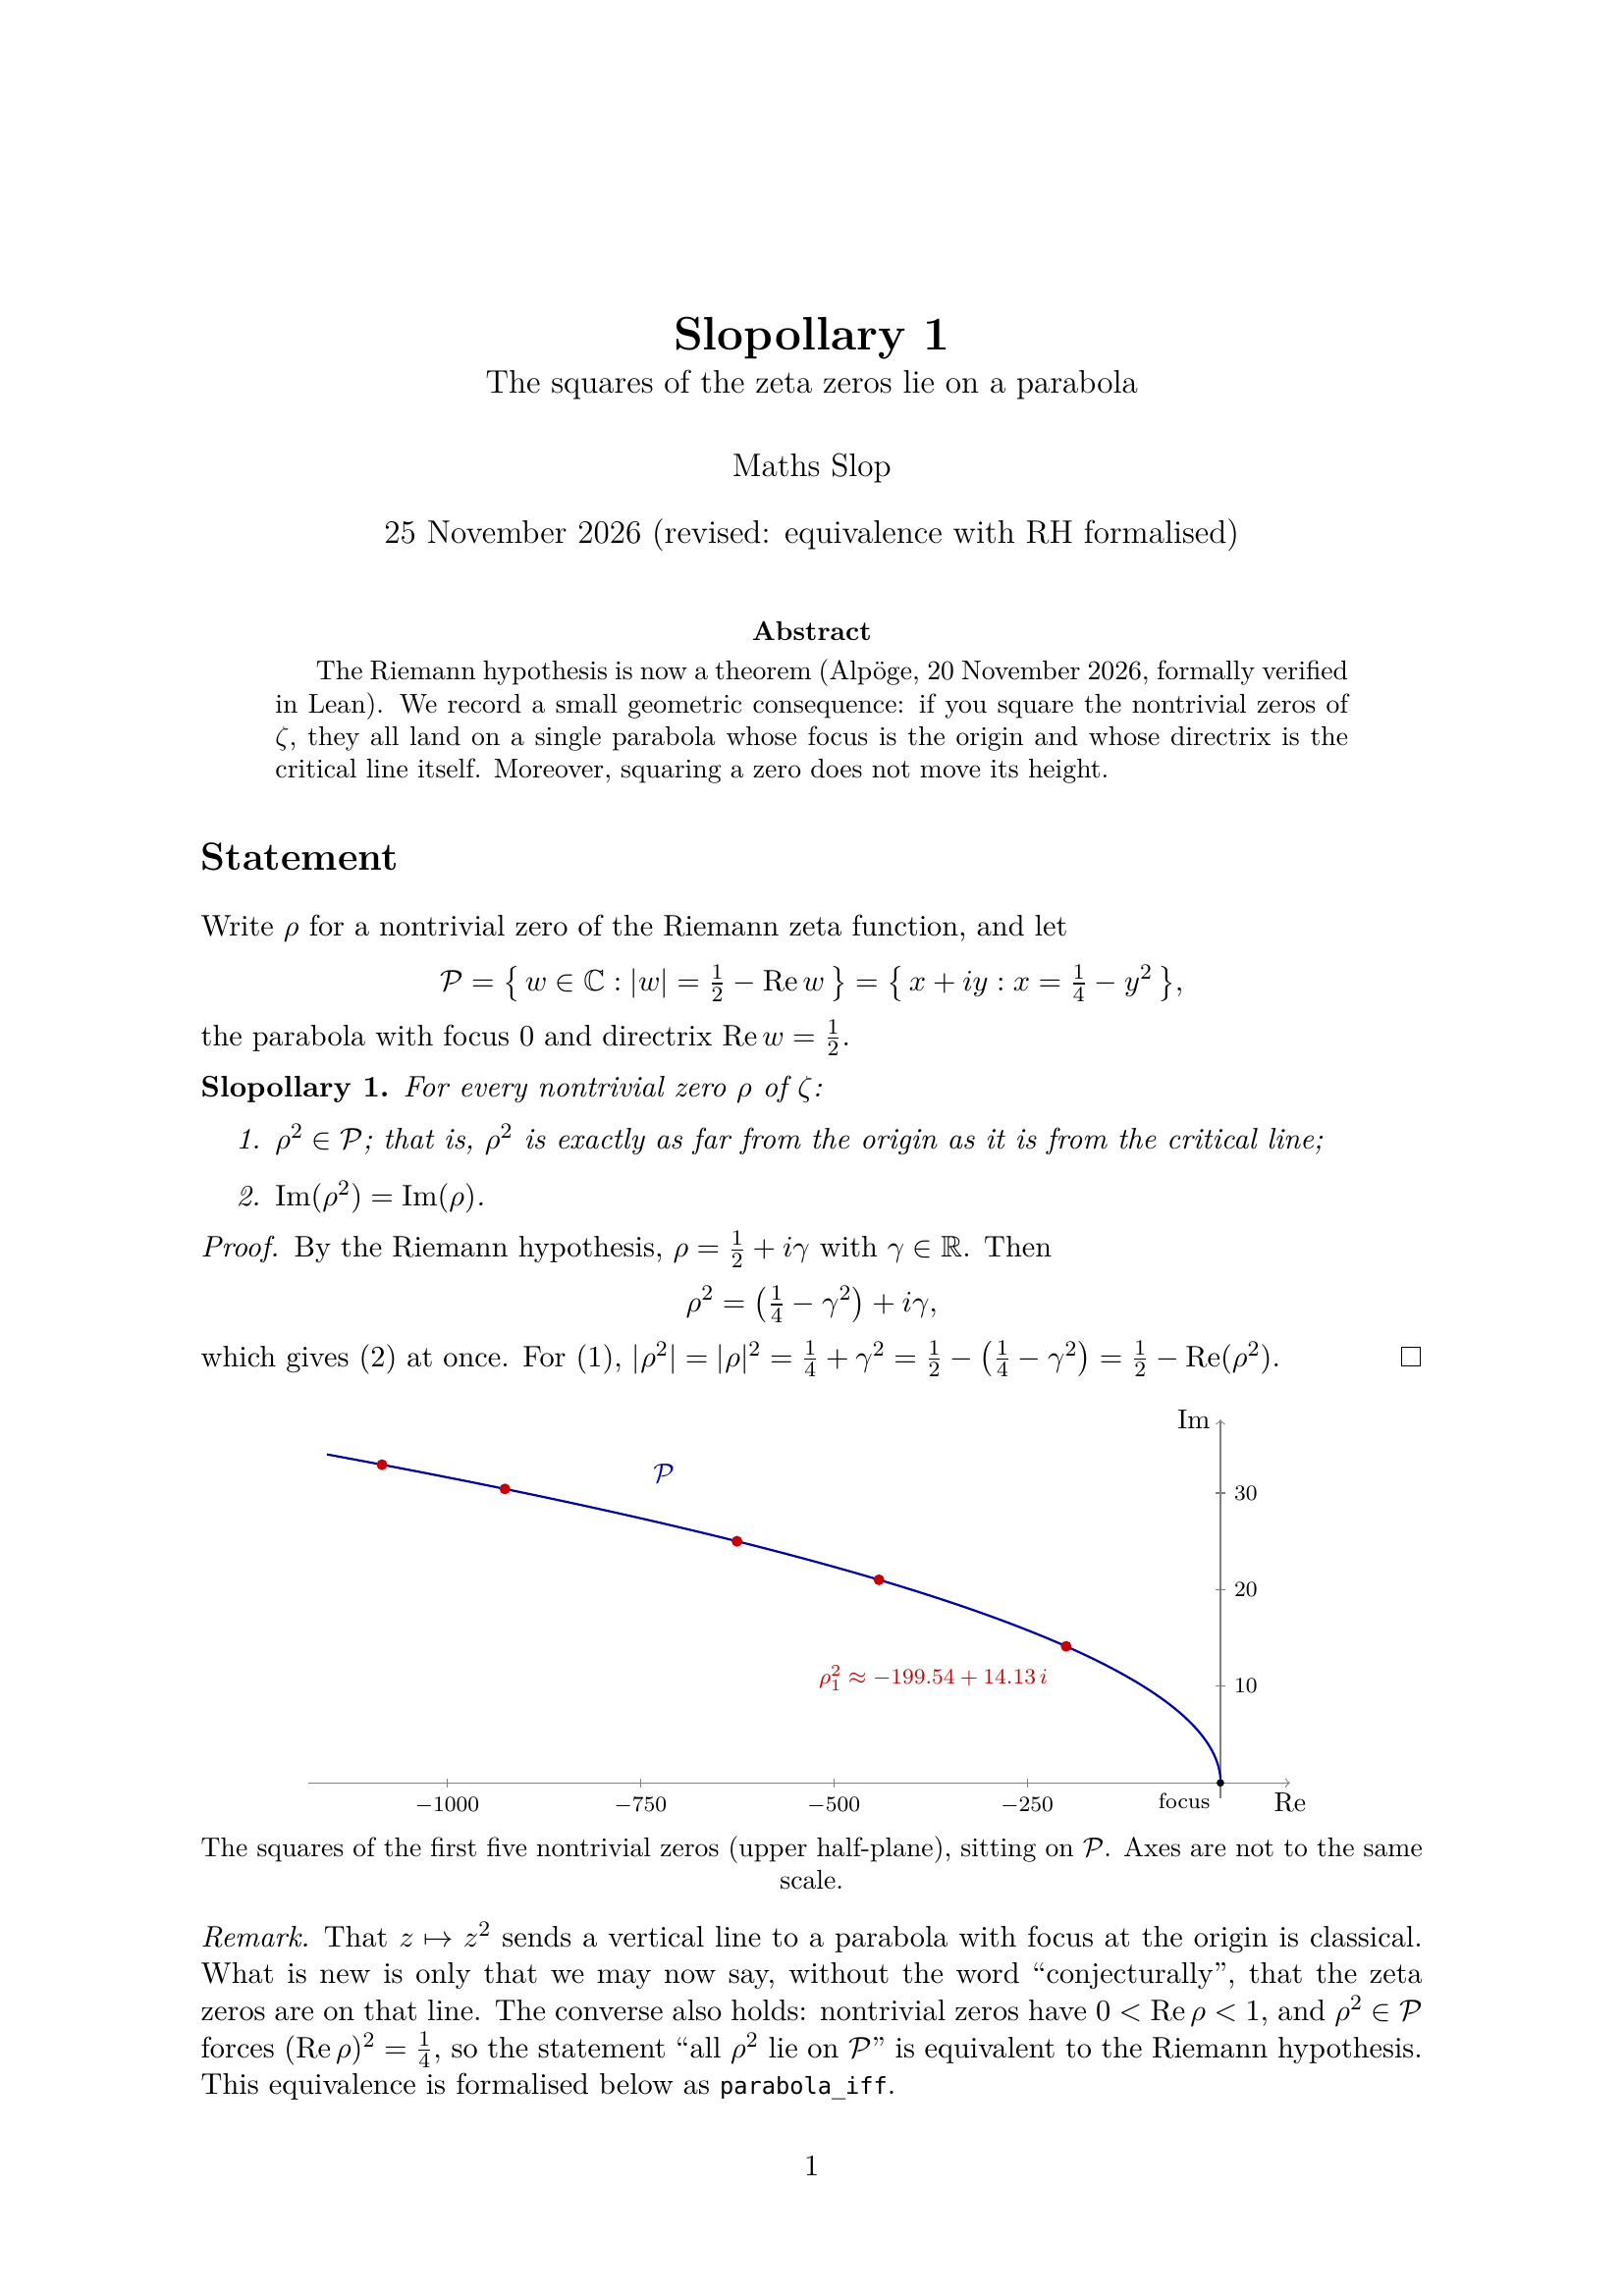 Slopollary 1
The squares of the zeta zeros lie on a parabola
Maths Slop
25 November 2026 (revised: equivalence with RH formalised)
Abstract
The Riemann hypothesis is now a theorem (Alpöge, 20 November 2026, formally verified
in Lean). We record a small geometric consequence: if you square the nontrivial zeros of
ζ, they all land on a single parabola whose focus is the origin and whose directrix is the
critical line itself. Moreover, squaring a zero does not move its height.
Statement
Write ρ for a nontrivial zero of the Riemann zeta function, and let
𝒫 = { w ∈ ℂ : |w| = 1/2 − Re w } = { x + iy : x = 1/4 − y² },
the parabola with focus 0 and directrix Re w = 1/2.
Slopollary 1. For every nontrivial zero ρ of ζ:
1. ρ² ∈ 𝒫; that is, ρ² is exactly as far from the origin as it is from the critical line;
2. Im(ρ²) = Im(ρ).
Proof. By the Riemann hypothesis, ρ = 1/2 + iγ with γ ∈ ℝ. Then
ρ² = (1/4 − γ²) + iγ,
which gives (2) at once. For (1), |ρ²| = |ρ|² = 1/4 + γ² = 1/2 − (1/4 − γ²) = 1/2 − Re(ρ²). □
Im
𝒫
30
20
ρ₁² ≈ −199.54 + 14.13 i
10
−1000 −750 −500 −250 focus Re
The squares of the first five nontrivial zeros (upper half-plane), sitting on 𝒫. Axes are not to the same
scale.
Remark. That z ↦ z² sends a vertical line to a parabola with focus at the origin is classical.
What is new is only that we may now say, without the word “conjecturally”, that the zeta
zeros are on that line. The converse also holds: nontrivial zeros have 0 < Re ρ < 1, and ρ² ∈ 𝒫
forces (Re ρ)² = 1/4, so the statement “all ρ² lie on 𝒫” is equivalent to the Riemann hypothesis.
This equivalence is formalised below as parabola_iff.
1